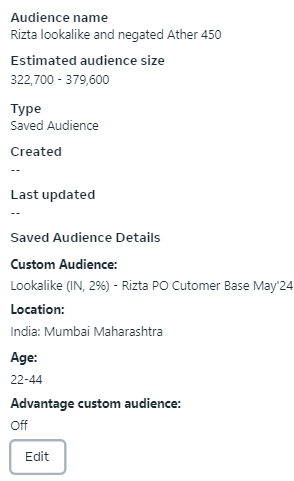 Audience name
Rizta lookalike and negated Ather 450
Estimated audience size
322,700 - 379,600
Type
Saved Audience
Created
--
Last updated
--
Saved Audience Details
Custom Audience:
Lookalike (IN, 2%) - Rizta PO Cutomer Base May'24
Location:
India: Mumbai Maharashtra
Age:
22-44
Advantage custom audience:
Off
Edit